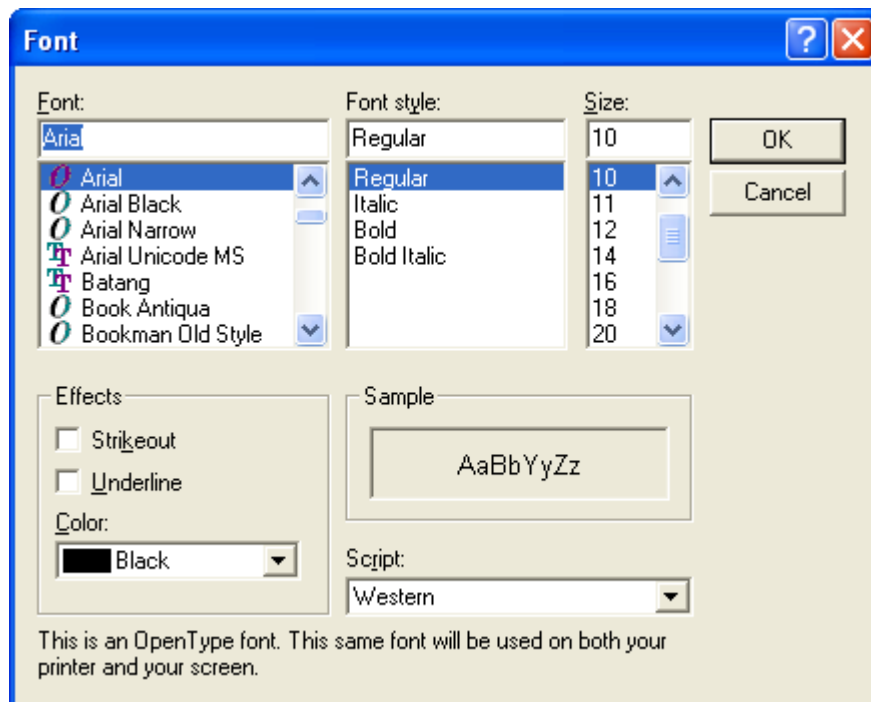 Font
Font:
Arial
Arial
Arial Black
Arial Narrow
Arial Unicode MS
Batang
Book Antiqua
Bookman Old Style
Font style:
Regular
Regular
Italic
Bold
Bold Italic
Size:
10
10
11
12
14
16
18
20
OK
Cancel
Effects
Strikeout
Underline
Color:
Black
Sample
AaBbYyZz
Script:
Western
This is an OpenType font. This same font will be used on both your
printer and your screen.